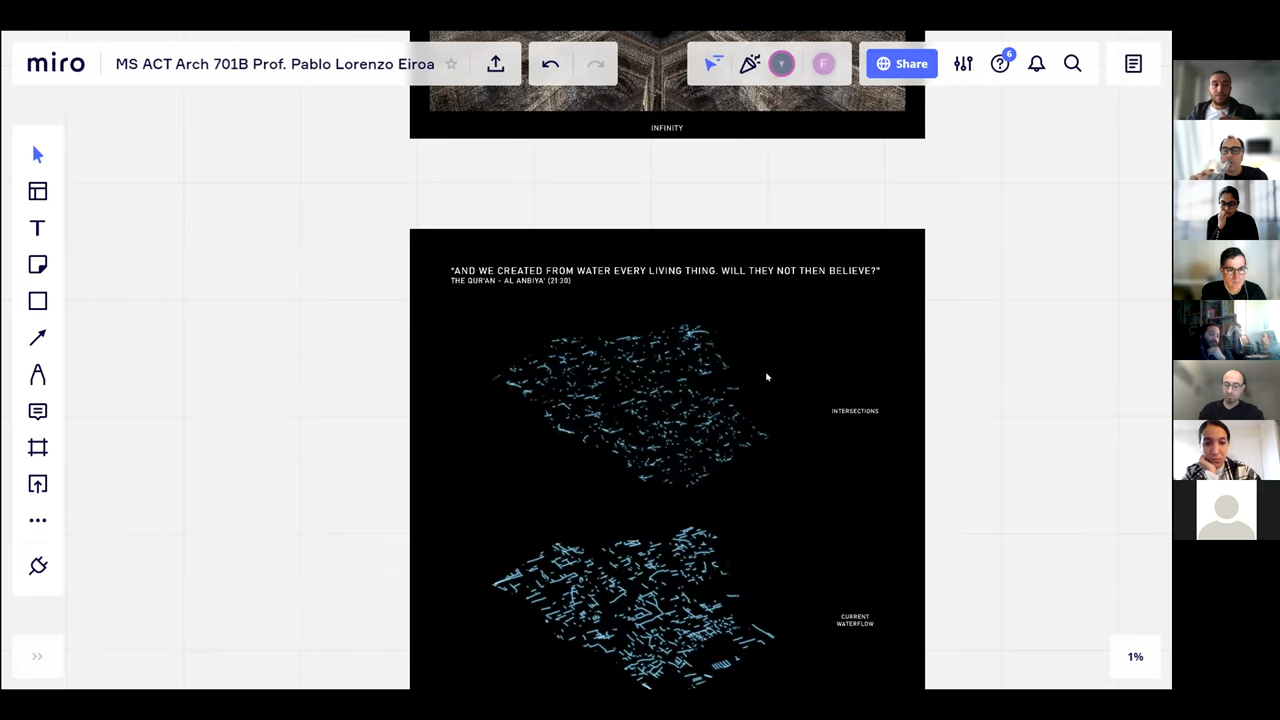 miro
MS ACT Arch 701B Prof. Pablo Lorenzo Eiroa
Y
F
Share
6
INFINITY
"AND WE CREATED FROM WATER EVERY LIVING THING. WILL THEY NOT THEN BELIEVE?"
THE QUR'AN - AL ANBIYA' (21:30)
INTERSECTIONS
CURRENT
WATERFLOW
1%